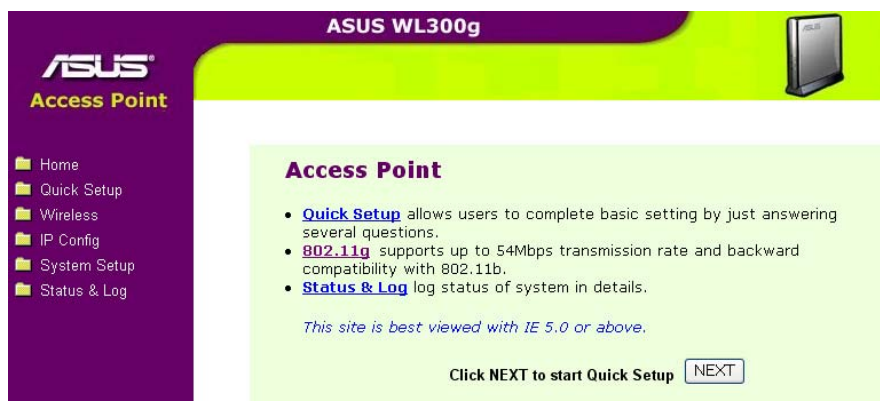 ASUS WL300g
ASUS
Access Point
Home
Quick Setup
Wireless
IP Config
System Setup
Status & Log
Access Point
• Quick Setup allows users to complete basic setting by just answering
several questions.
• 802.11g supports up to 54Mbps transmission rate and backward
compatibility with 802.11b.
• Status & Log log status of system in details.
This site is best viewed with IE 5.0 or above.
Click NEXT to start Quick Setup NEXT